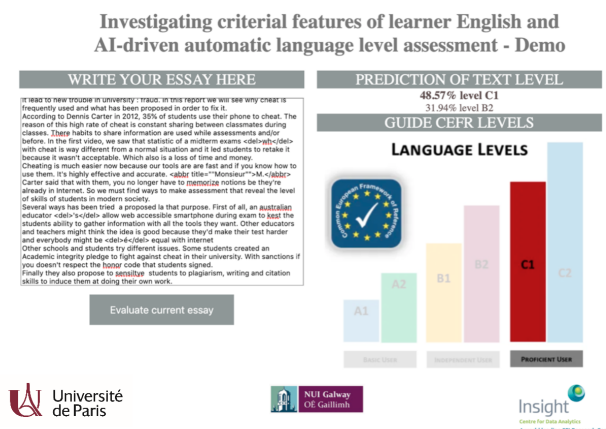 Investigating criterial features of learner English and
AI-driven automatic language level assessment - Demo
WRITE YOUR ESSAY HERE
It lead to new trouble in university : fraud. In this report we will see why cheat is
frequently used and what has been proposed in order to fix it.
According to Dennis Carter in 2012, 35% of students use their phone to cheat. The
reason of this high rate of cheat is constant sharing between classmates during
classes. There habits to share information are used while assessments and/or
before. In the first video, we saw that statistic of a midterm exams <del>wh</del>
with cheat is way different from a normal situation and it led students to retake it
because it wasn't acceptable. Which also is a loss of time and money.
Cheating is much easier now because our tools are are fast and if you know how to
use them. It's highly effective and accurate. <abbr title=""Monsieur"">M.</abbr>
Carter said that with them, you no longer have to memorize notions be they're
already in Internet. So we must find ways to make assessment that reveal the level
of skills of students in modern society.
Several ways has been tried a proposed la that purpose. First of all, an australian
educator <del>'s</del> allow web accessible smartphone during exam to kest the
students ability to gather information with all the tools they want. Other educators
and teachers might think the idea is good because they'd make their test harder
and everybody might be <del>é</del> equal with internet
Other schools and students try different issues. Some students created an
Academic integrity pledge to fight against cheat in their university. With sanctions if
you doesn't respect the honor code that students signed.
Finally they also propose to sensitye students to plagiarism, writing and citation
skills to induce them at doing their own work.
Evaluate current essay
PREDICTION OF TEXT LEVEL
48.57% level C1
31.94% level B2
GUIDE CEFR LEVELS
LANGUAGE LEVELS
Common European Framework of Reference
A1
A2
B1
B2
C1
C2
BASIC USER
INDEPENDENT USER
PROFICIENT USER
Université
de Paris
NUI Galway
OÉ Gaillimh
Insight
Centre for Data Analytics